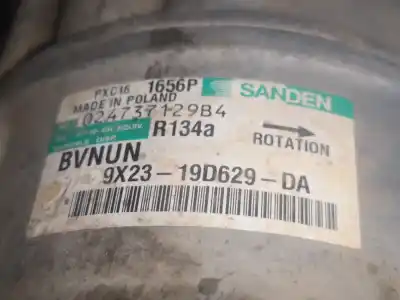 PXC16 1656P
SANDEN
MADE IN POLAND
02473712984
R134a
ROTATION
BVNUN
9X23-19D629-DA